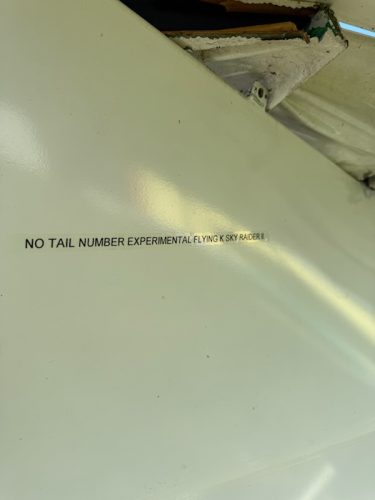 NO TAIL NUMBER EXPERIMENTAL FLYING K SKY RAIDER II